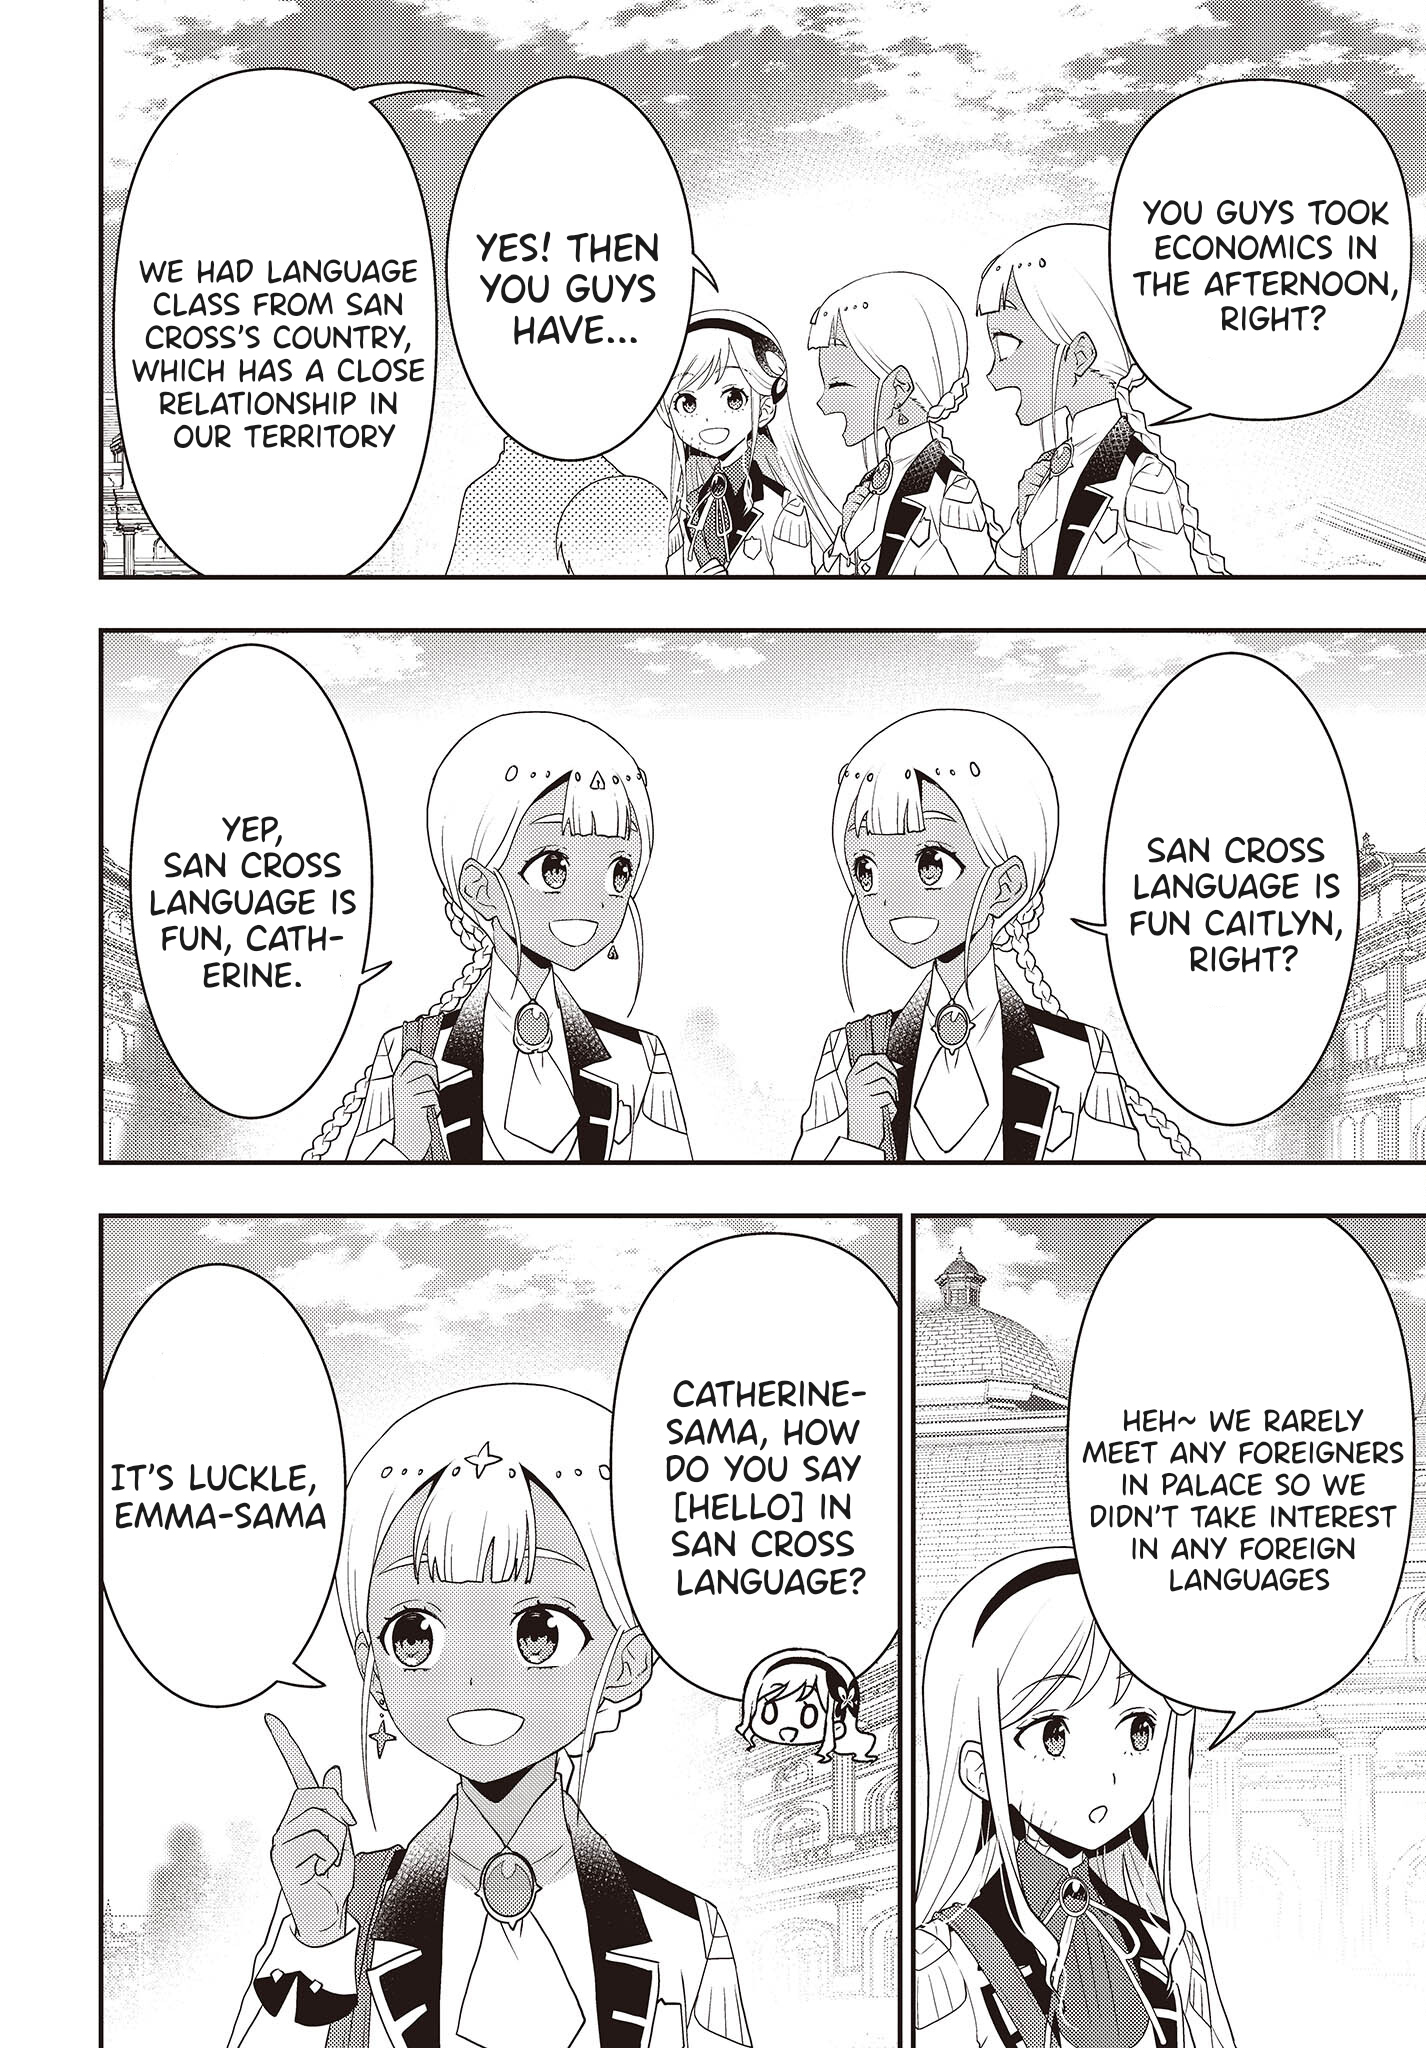 YOU GUYS TOOK
ECONOMICS IN
THE AFTERNOON,
RIGHT?
YES! THEN
YOU GUYS
HAVE...
WE HAD LANGUAGE
CLASS FROM SAN
CROSS'S COUNTRY,
WHICH HAS A CLOSE
RELATIONSHIP IN
OUR TERRITORY
SAN CROSS
LANGUAGE IS
FUN CAITLYN,
RIGHT?
YEP,
SAN CROSS
LANGUAGE IS
FUN, CATH-
ERINE.
HEH~ WE RARELY
MEET ANY FOREIGNERS
IN PALACE SO WE
DIDN'T TAKE INTEREST
IN ANY FOREIGN
LANGUAGES
CATHERINE-
SAMA, HOW
DO YOU SAY
[HELLO] IN
SAN CROSS
LANGUAGE?
IT'S LUCKLE,
EMMA-SAMA